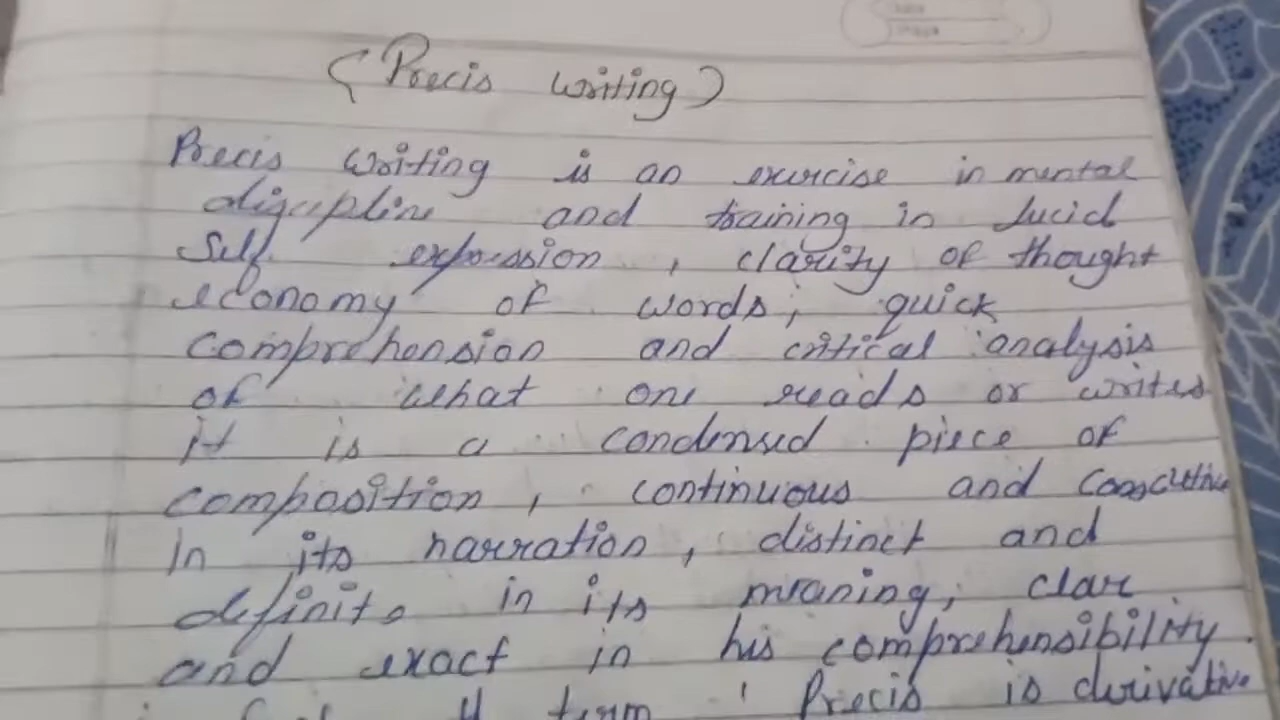 (Precis writing)
Precis writing is an exercise in mental
discipline and training in lucid
Self expression, clarity of thought
economy of words, quick
comprehension and critical analysis
of what one reads or writes
it is a condensed piece of
composition, continuous and consecutive
In its narration, distinct and
definite in its meaning, clear
and exact in his comprehensibility.
term ' Precis is derivative